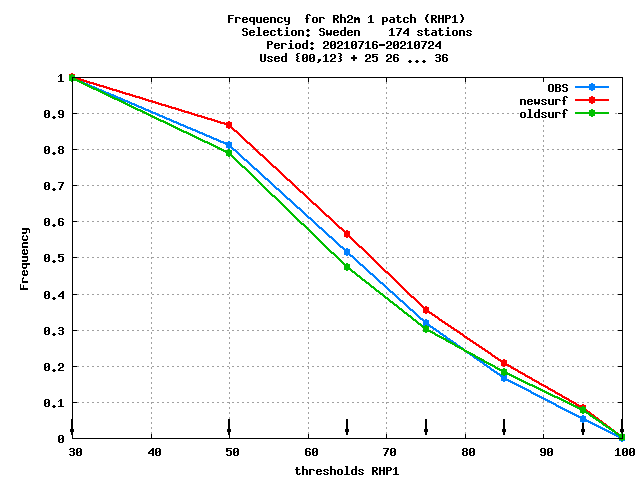 Frequency  for Rh2m 1 patch (RHP1)
Selection: Sweden    174 stations
Period: 20210716-20210724
Used {00,12} + 25 26 ... 36
OBS
newsurf
oldsurf
1
0.9
0.8
0.7
0.6
0.5
0.4
0.3
0.2
0.1
0
Frequency
30 40 50 60 70 80 90 100
thresholds RHP1